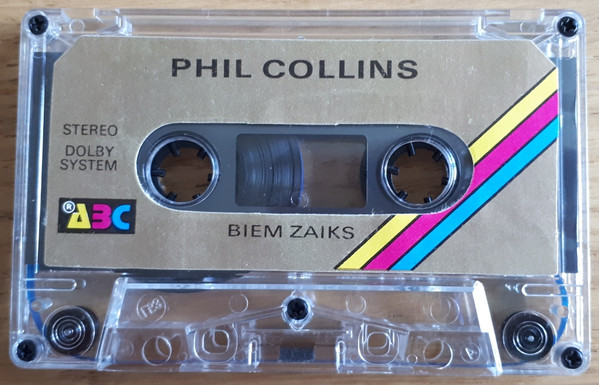 PHIL COLLINS
STEREO
DOLBY
SYSTEM
® ABC
BIEM ZAIKS